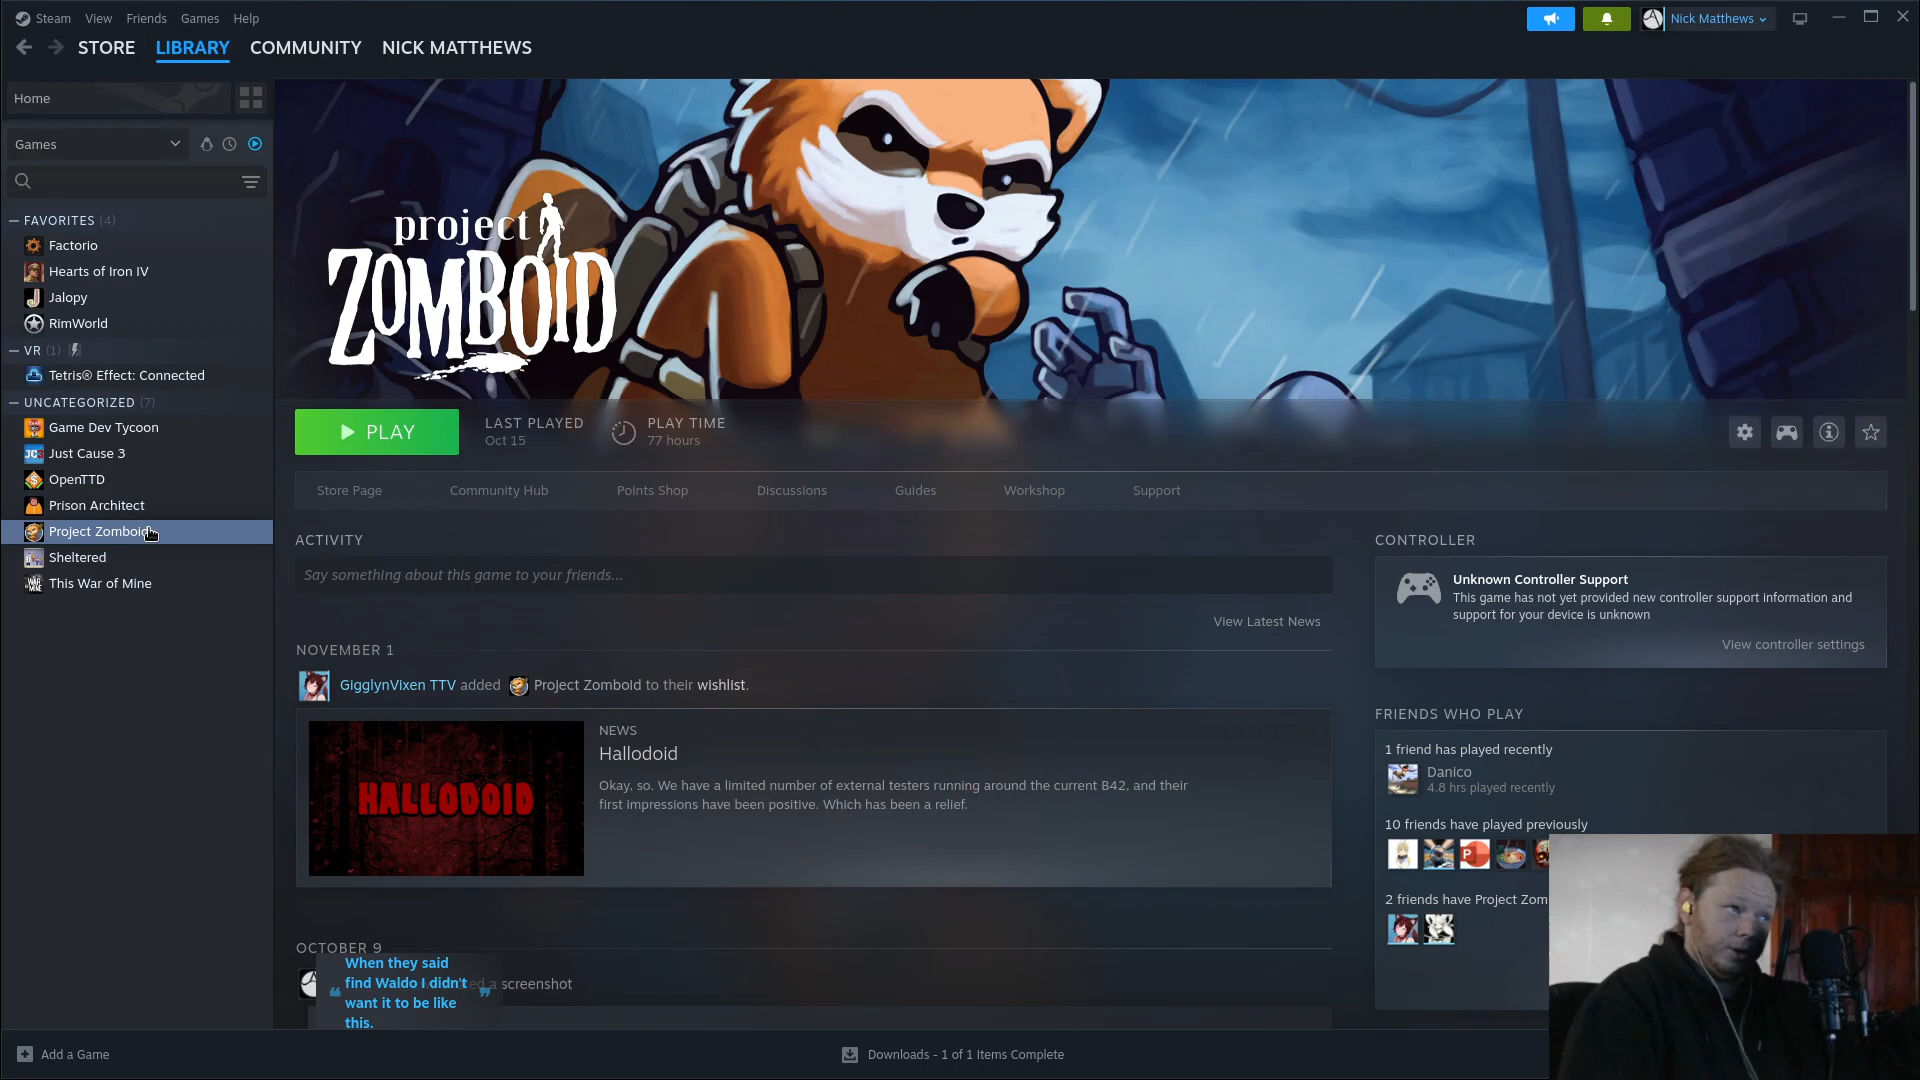 Steam View Friends Games Help
Nick Matthews
STORE LIBRARY COMMUNITY NICK MATTHEWS
Home
Games
FAVORITES (4)
Factorio
Hearts of Iron IV
Jalopy
RimWorld
VR (1)
Tetris® Effect: Connected
UNCATEGORIZED (7)
Game Dev Tycoon
Just Cause 3
OpenTTD
Prison Architect
Project Zomboid
Sheltered
This War of Mine
project
ZOMBOID
PLAY
LAST PLAYED
Oct 15
PLAY TIME
77 hours
Store Page Community Hub Points Shop Discussions Guides Workshop Support
ACTIVITY
Say something about this game to your friends...
View Latest News
NOVEMBER 1
GigglynVixen TTV added Project Zomboid to their wishlist.
HALLODOID
NEWS
Hallodoid
Okay, so. We have a limited number of external testers running around the current B42, and their
first impressions have been positive. Which has been a relief.
OCTOBER 9
a screenshot
When they said
find Waldo I didn't
want it to be like
this.
CONTROLLER
Unknown Controller Support
This game has not yet provided new controller support information and
support for your device is unknown
View controller settings
FRIENDS WHO PLAY
1 friend has played recently
Danico
4.8 hrs played recently
10 friends have played previously
2 friends have Project Zom
Add a Game
Downloads - 1 of 1 Items Complete